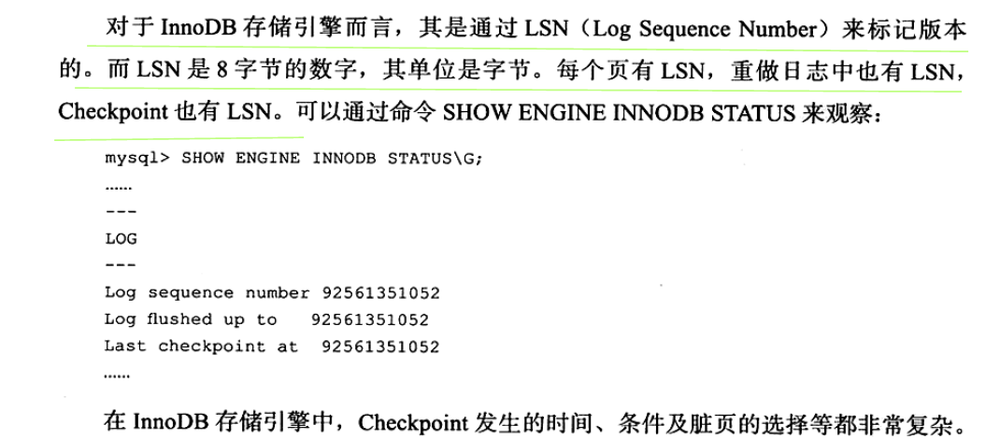 对于 InnoDB 存储引擎而言，其是通过 LSN（Log Sequence Number）来标记版本
的。而 LSN 是 8 字节的数字，其单位是字节。每个页有 LSN，重做日志中也有 LSN，
Checkpoint 也有 LSN。可以通过命令 SHOW ENGINE INNODB STATUS 来观察：
mysql> SHOW ENGINE INNODB STATUS\G;
……
---
LOG
---
Log sequence number 92561351052
Log flushed up to   92561351052
Last checkpoint at  92561351052
……
在 InnoDB 存储引擎中，Checkpoint 发生的时间、条件及脏页的选择等都非常复杂。